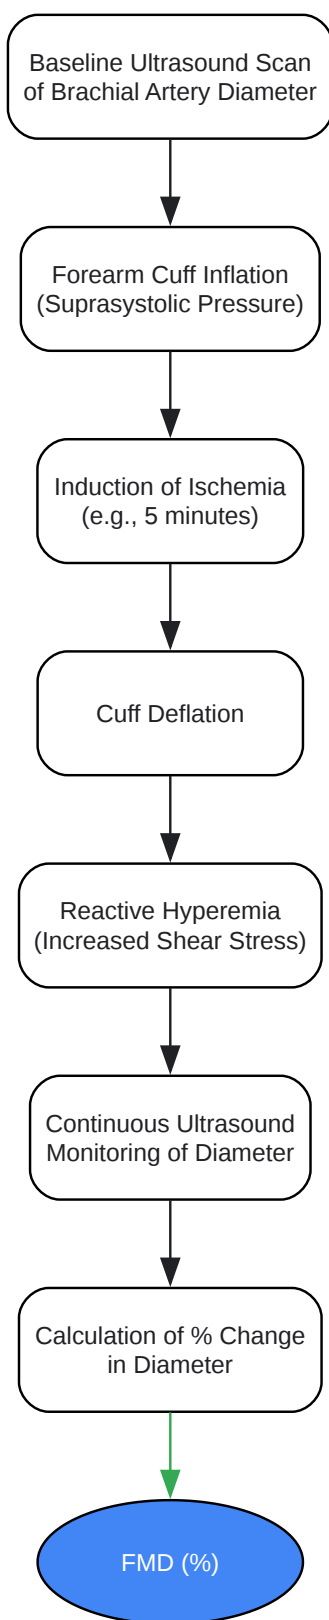 Baseline Ultrasound Scan
of Brachial Artery Diameter
Forearm Cuff Inflation
(Suprasystolic Pressure)
Induction of Ischemia
(e.g., 5 minutes)
Cuff Deflation
Reactive Hyperemia
(Increased Shear Stress)
Continuous Ultrasound
Monitoring of Diameter
Calculation of % Change
in Diameter
FMD (%)